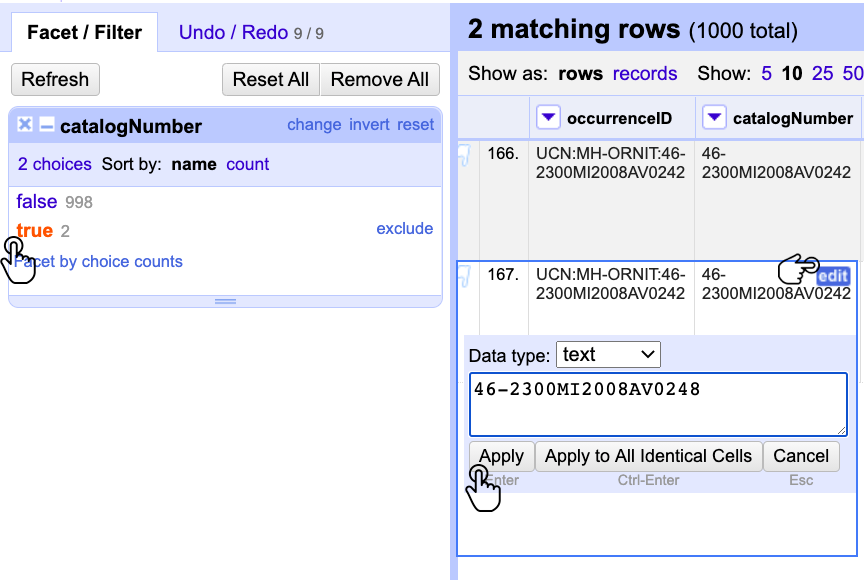 Facet / Filter
Undo / Redo 9 / 9
Refresh
Reset All
Remove All
catalogNumber
change invert reset
2 choices Sort by: name count
false 998
true 2
exclude
Facet by choice counts
2 matching rows (1000 total)
Show as: rows records Show: 5 10 25 50
occurrenceID
catalogNumber
166.
UCN:MH-ORNIT:46-
2300MI2008AV0242
46-
2300MI2008AV0242
167.
UCN:MH-ORNIT:46-
2300MI2008AV0242
46-
2300MI2008AV0242
edit
Data type: text
46-2300MI2008AV0248
Apply
Apply to All Identical Cells
Cancel
Enter
Ctrl-Enter
Esc